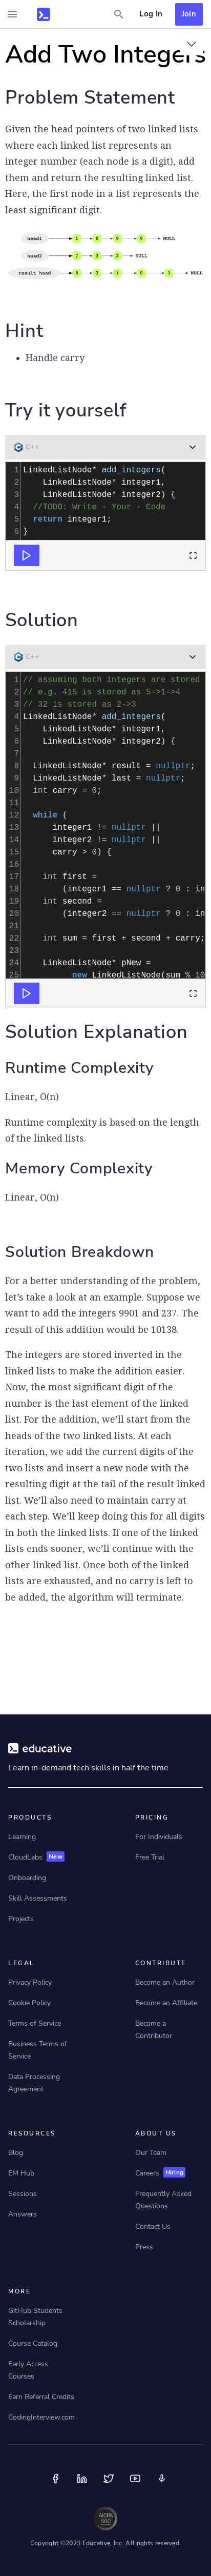 Log In
Join
Add Two Integers
Problem Statement
Given the head pointers of two linked lists
where each linked list represents an
integer number (each node is a digit), add
them and return the resulting linked list.
Here, the first node in a list represents the
least significant digit.
head1 1 0 9 9 NULL
head2 7 3 2 NULL
result head 8 3 1 0 1 NULL
Hint
Handle carry
Try it yourself
C++
1 LinkedListNode* add_integers(
2 LinkedListNode* integer1,
3 LinkedListNode* integer2) {
4 //TODO: Write - Your - Code
5 return integer1;
6 }
Solution
C++
1 // assuming both integers are stored
2 // e.g. 415 is stored as 5->1->4
3 // 32 is stored as 2->3
4 LinkedListNode* add_integers(
5 LinkedListNode* integer1,
6 LinkedListNode* integer2) {
7
8 LinkedListNode* result = nullptr;
9 LinkedListNode* last = nullptr;
10 int carry = 0;
11
12 while (
13 integer1 != nullptr ||
14 integer2 != nullptr ||
15 carry > 0) {
16
17 int first =
18 (integer1 == nullptr ? 0 : in
19 int second =
20 (integer2 == nullptr ? 0 : in
21
22 int sum = first + second + carry;
23
24 LinkedListNode* pNew =
25 new LinkedListNode(sum % 10
Solution Explanation
Runtime Complexity
Linear, O(n)
Runtime complexity is based on the length
of the linked lists.
Memory Complexity
Linear, O(n)
Solution Breakdown
For a better understanding of the problem,
let’s take a look at an example. Suppose we
want to add the integers 9901 and 237. The
result of this addition would be 10138.
The integers are stored inverted in the
linked lists to make the addition easier.
Now, the most significant digit of the
number is the last element of the linked
list. For the addition, we’ll start from the
heads of the two linked lists. At each
iteration, we add the current digits of the
two lists and insert a new node with the
resulting digit at the tail of the result linked
list. We’ll also need to maintain carry at
each step. We’ll keep doing this for all digits
in both the linked lists. If one of the linked
lists ends sooner, we’ll continue with the
other linked list. Once both of the linked
lists are exhausted, and no carry is left to
be added, the algorithm will terminate.
educative
Learn in-demand tech skills in half the time
PRODUCTS
Learning
CloudLabs New
Onboarding
Skill Assessments
Projects
PRICING
For Individuals
Free Trial
LEGAL
Privacy Policy
Cookie Policy
Terms of Service
Business Terms of
Service
Data Processing
Agreement
CONTRIBUTE
Become an Author
Become an Affiliate
Become a
Contributor
RESOURCES
Blog
EM Hub
Sessions
Answers
ABOUT US
Our Team
Careers Hiring
Frequently Asked
Questions
Contact Us
Press
MORE
GitHub Students
Scholarship
Course Catalog
Early Access
Courses
Earn Referral Credits
CodingInterview.com
AICPA
SOC
Copyright ©2023 Educative, Inc. All rights reserved.